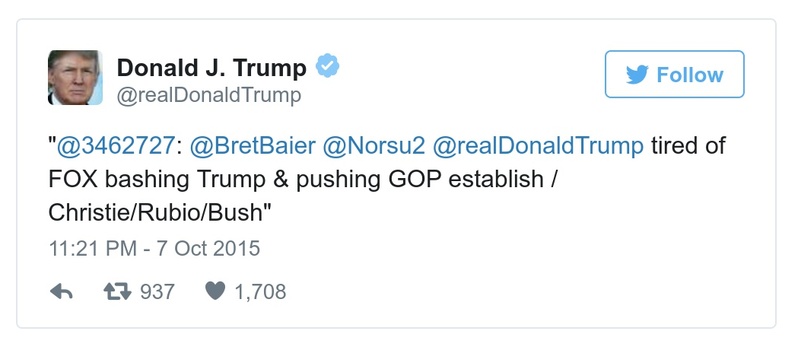 Donald J. Trump
@realDonaldTrump
Follow
"@3462727: @BretBaier @Norsu2 @realDonaldTrump tired of
FOX bashing Trump & pushing GOP establish /
Christie/Rubio/Bush"
11:21 PM - 7 Oct 2015
937 1,708